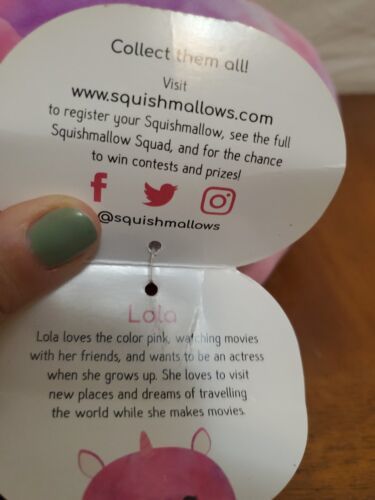 Collect them all!
Visit
www.squishmallows.com
to register your Squishmallow, see the full
Squishmallow Squad, and for the chance
to win contests and prizes!
@squishmallows
Lola
Lola loves the color pink, watching movies
with her friends, and wants to be an actress
when she grows up. She loves to visit
new places and dreams of travelling
the world while she makes movies.